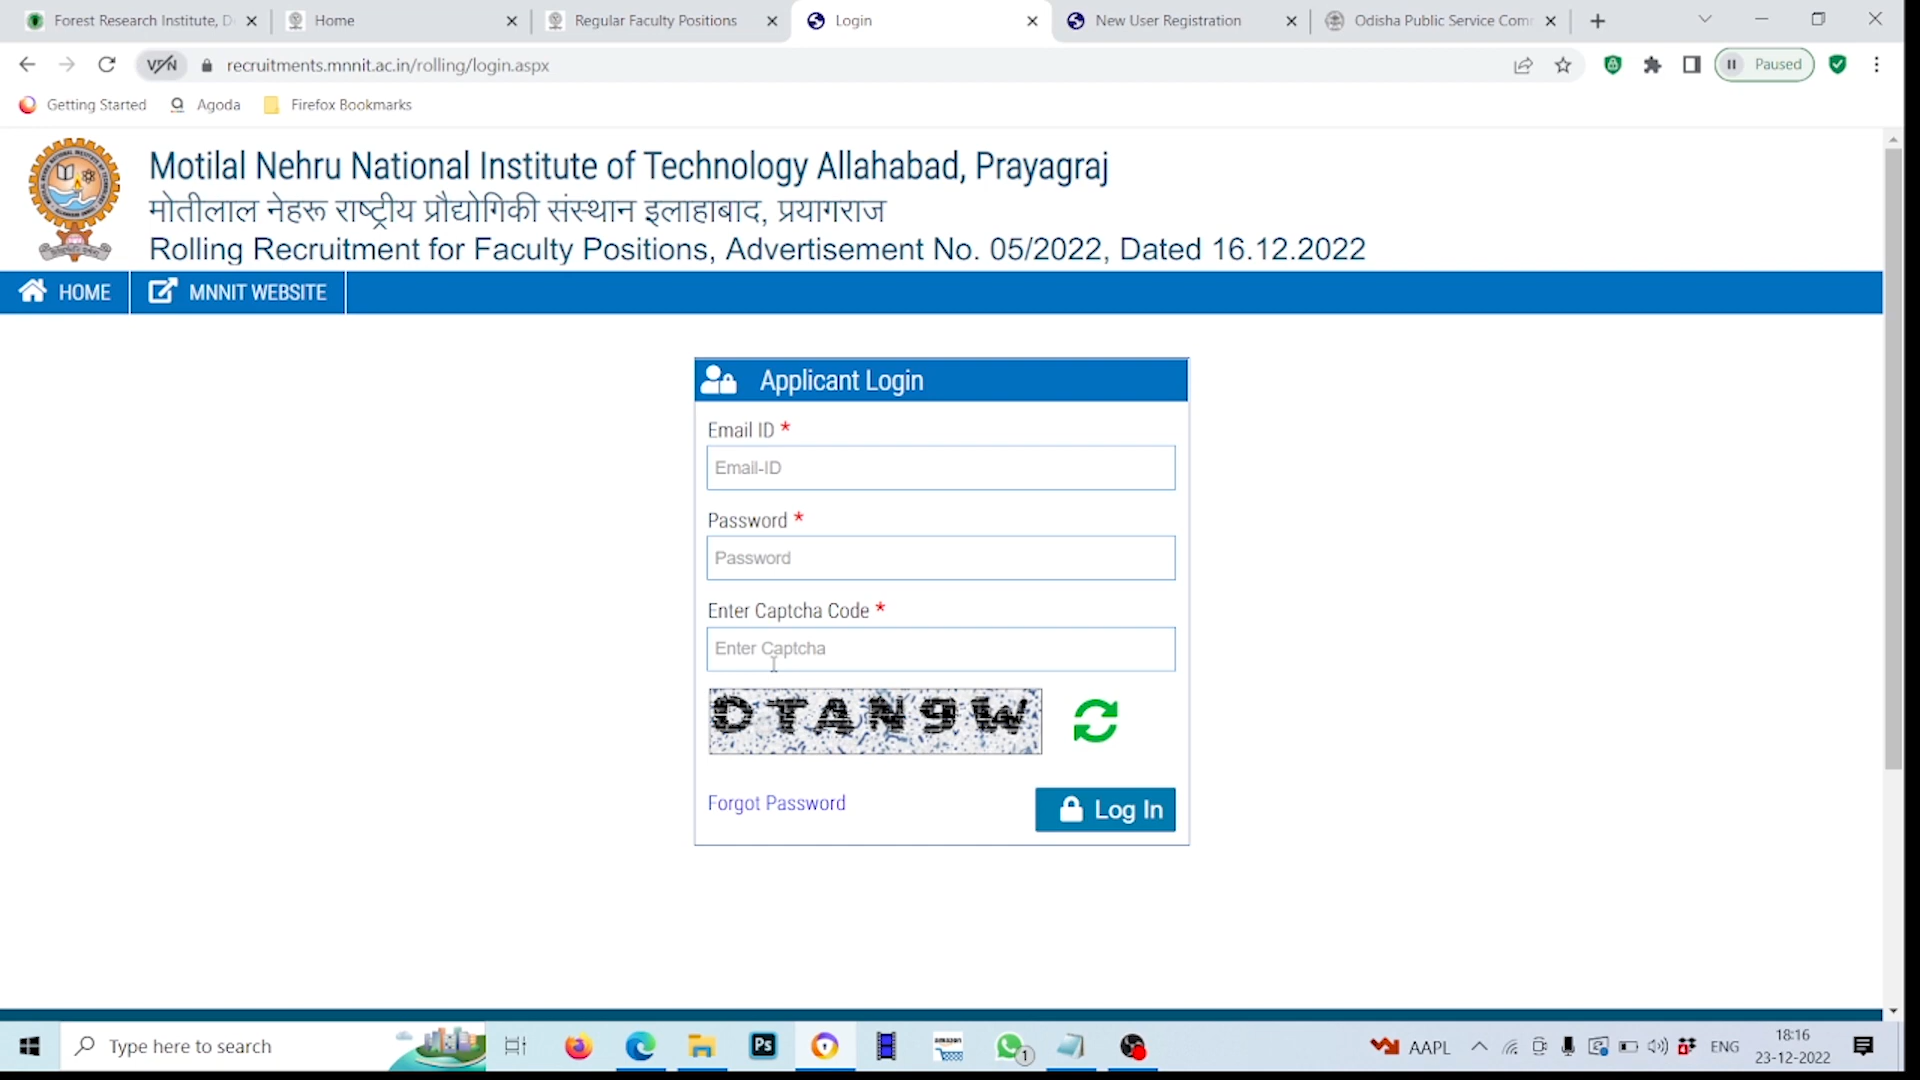 Forest Research Institute, D
Home
Regular Faculty Positions
Login
New User Registration
Odisha Public Service Com
VPN
recruitments.mnnit.ac.in/rolling/login.aspx
Paused
Getting Started
Agoda
Firefox Bookmarks
Motilal Nehru National Institute of Technology Allahabad, Prayagraj
मोतीलाल नेहरू राष्ट्रीय प्रौद्योगिकी संस्थान इलाहाबाद, प्रयागराज
Rolling Recruitment for Faculty Positions, Advertisement No. 05/2022, Dated 16.12.2022
HOME
MNNIT WEBSITE
Applicant Login
Email ID *
Email-ID
Password *
Password
Enter Captcha Code *
Enter Captcha
DTAN9W
Forgot Password
Log In
Type here to search
Ps
amazon
1
AAPL
ENG
18:16
23-12-2022